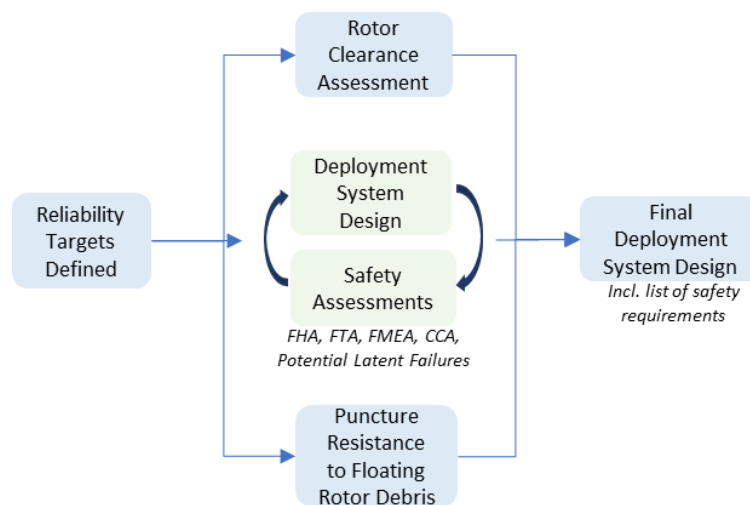 Rotor
Clearance
Assessment
Deployment
System
Design
Reliability
Targets
Defined
Safety
Assessments
FHA, FTA, FMEA, CCA,
Potential Latent Failures
Final
Deployment
System Design
Incl. list of safety
requirements
Puncture
Resistance
to Floating
Rotor Debris